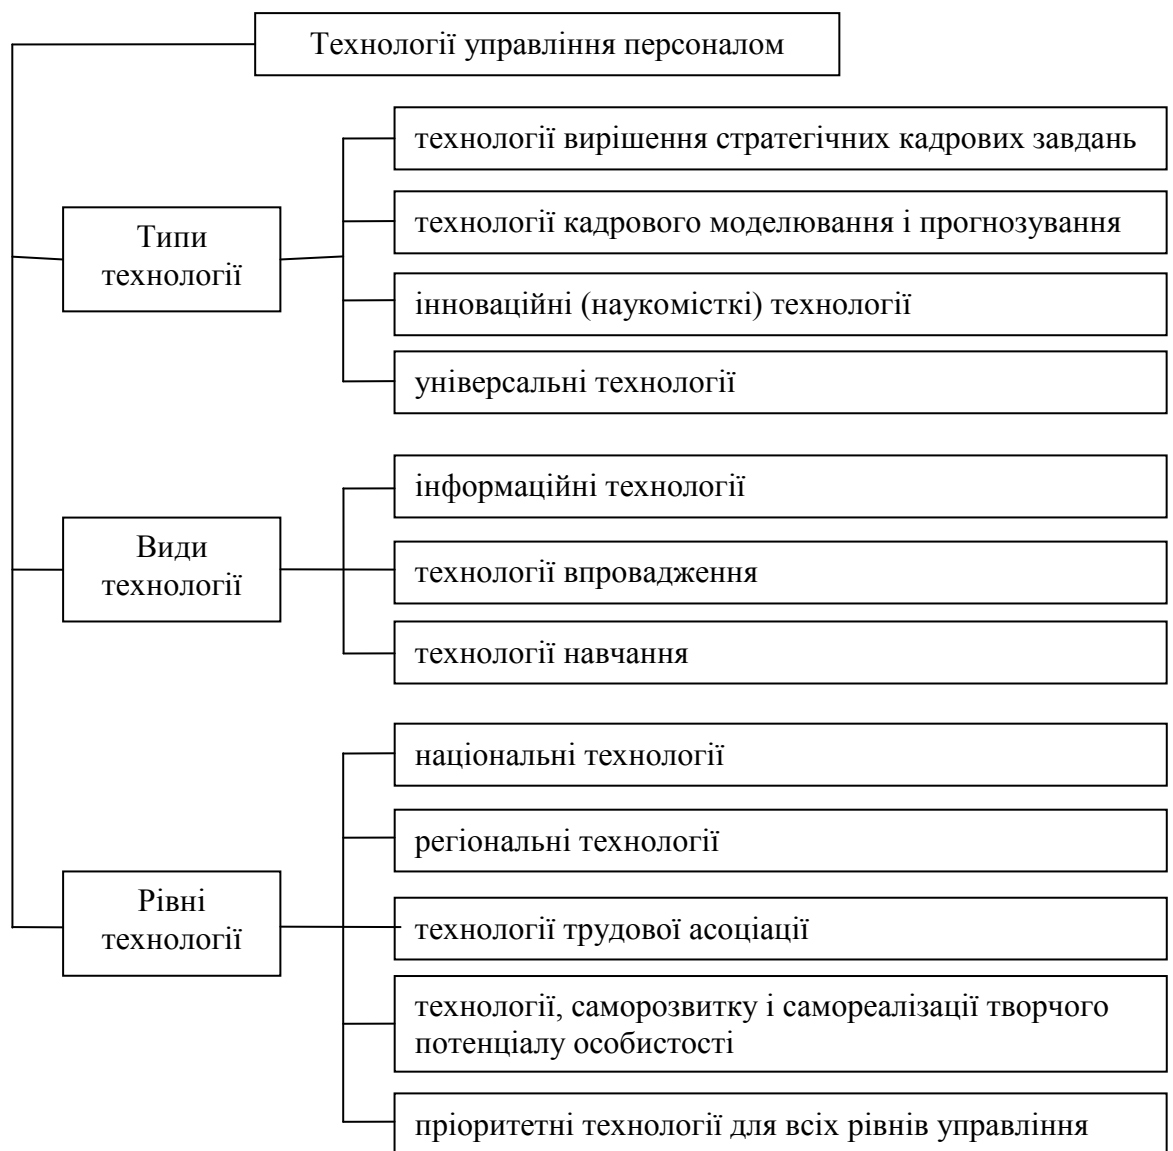 Технології управління персоналом
технології вирішення стратегічних кадрових завдань
технології кадрового моделювання і прогнозування
Типи
технології
інноваційні (наукомісткі) технології
універсальні технології
інформаційні технології
Види
технології
технології впровадження
технології навчання
національні технології
регіональні технології
Рівні
технології
технології трудової асоціації
технології, саморозвитку і самореалізації творчого
потенціалу особистості
пріоритетні технології для всіх рівнів управління